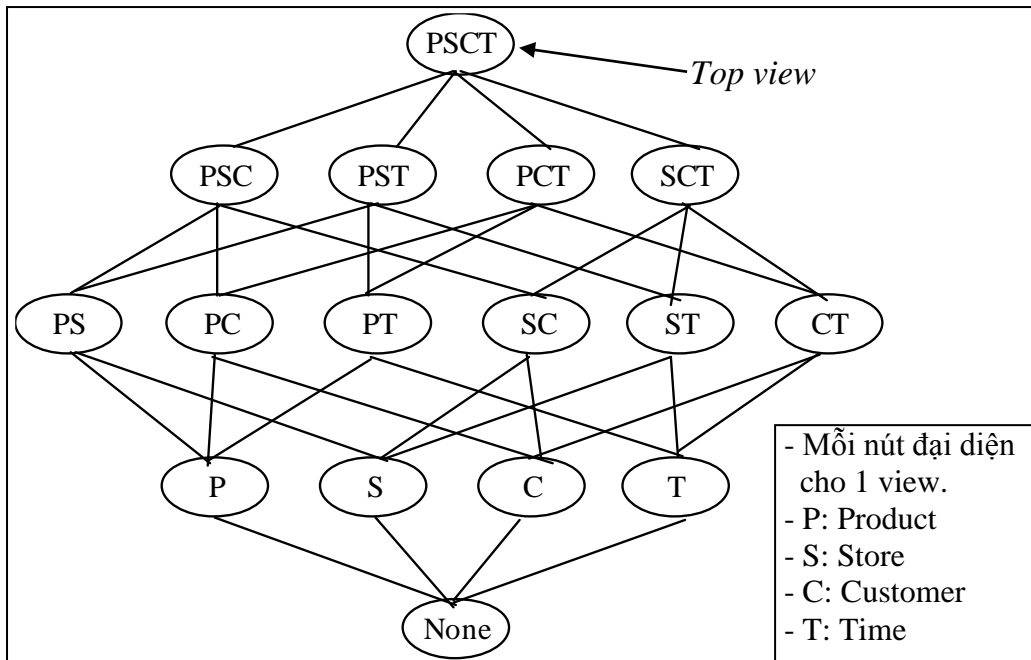 PSCT
Top view
PSC PST PCT SCT
PS PC PT SC ST CT
P S C T
None
- Mỗi nút đại diện
cho 1 view.
- P: Product
- S: Store
- C: Customer
- T: Time